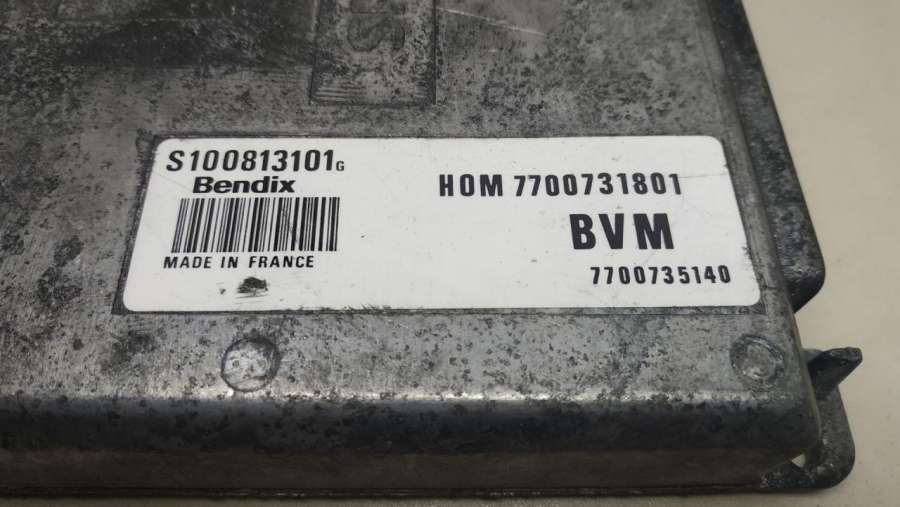 S100813101G
Bendix
MADE IN FRANCE
HOM 7700731801
BVM
7700735140